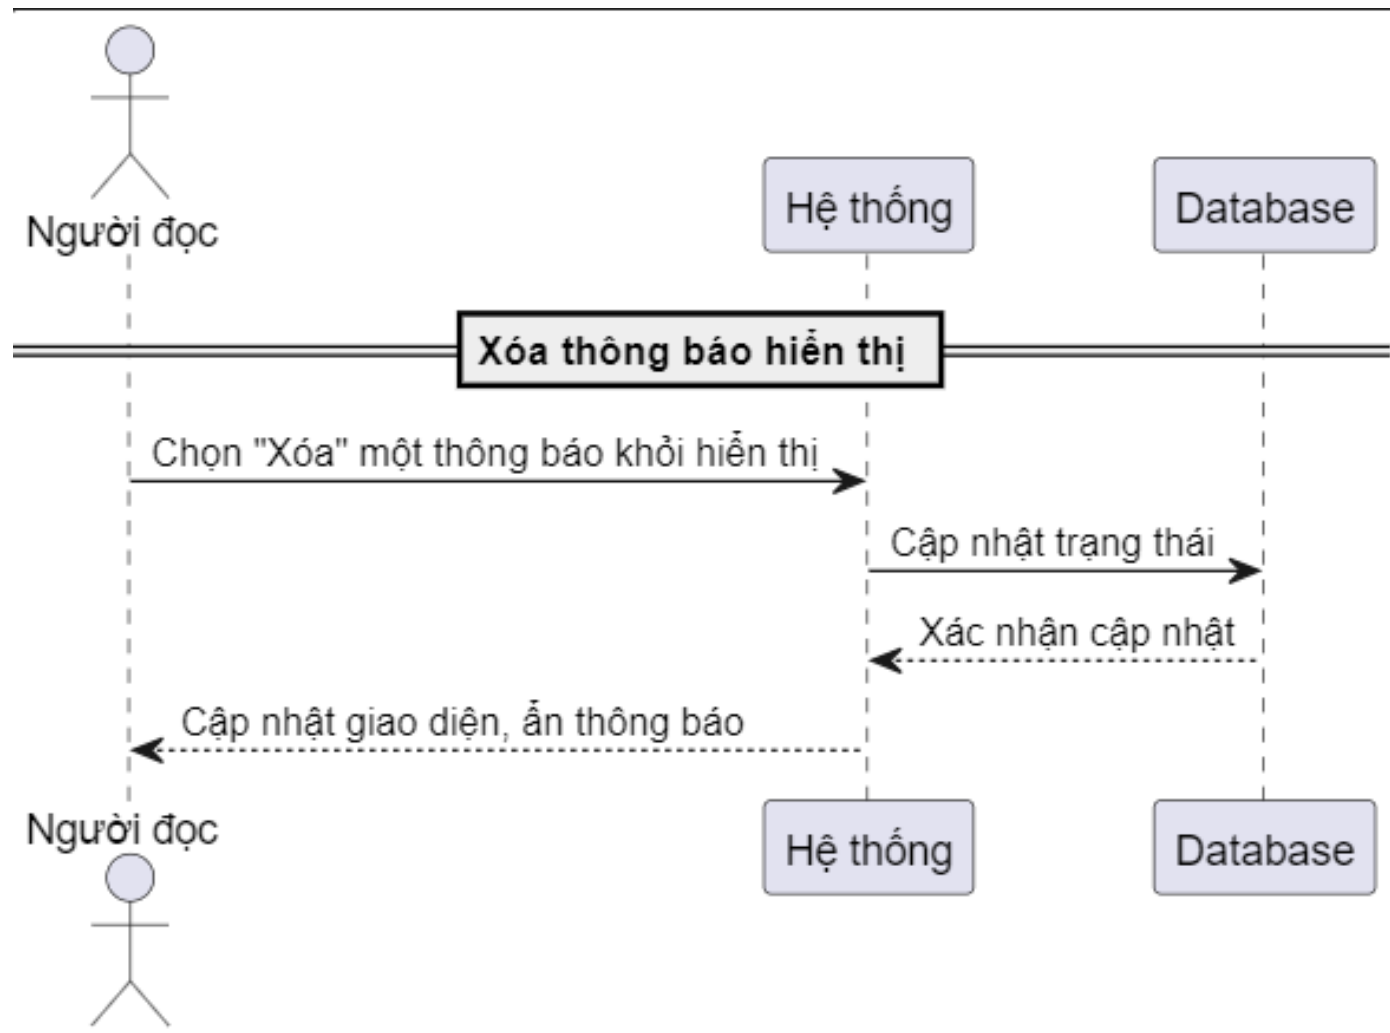 Người đọc
Hệ thống
Database
Xóa thông báo hiển thị
Chọn "Xóa" một thông báo khỏi hiển thị
Cập nhật trạng thái
Xác nhận cập nhật
Cập nhật giao diện, ẩn thông báo
Người đọc
Hệ thống
Database